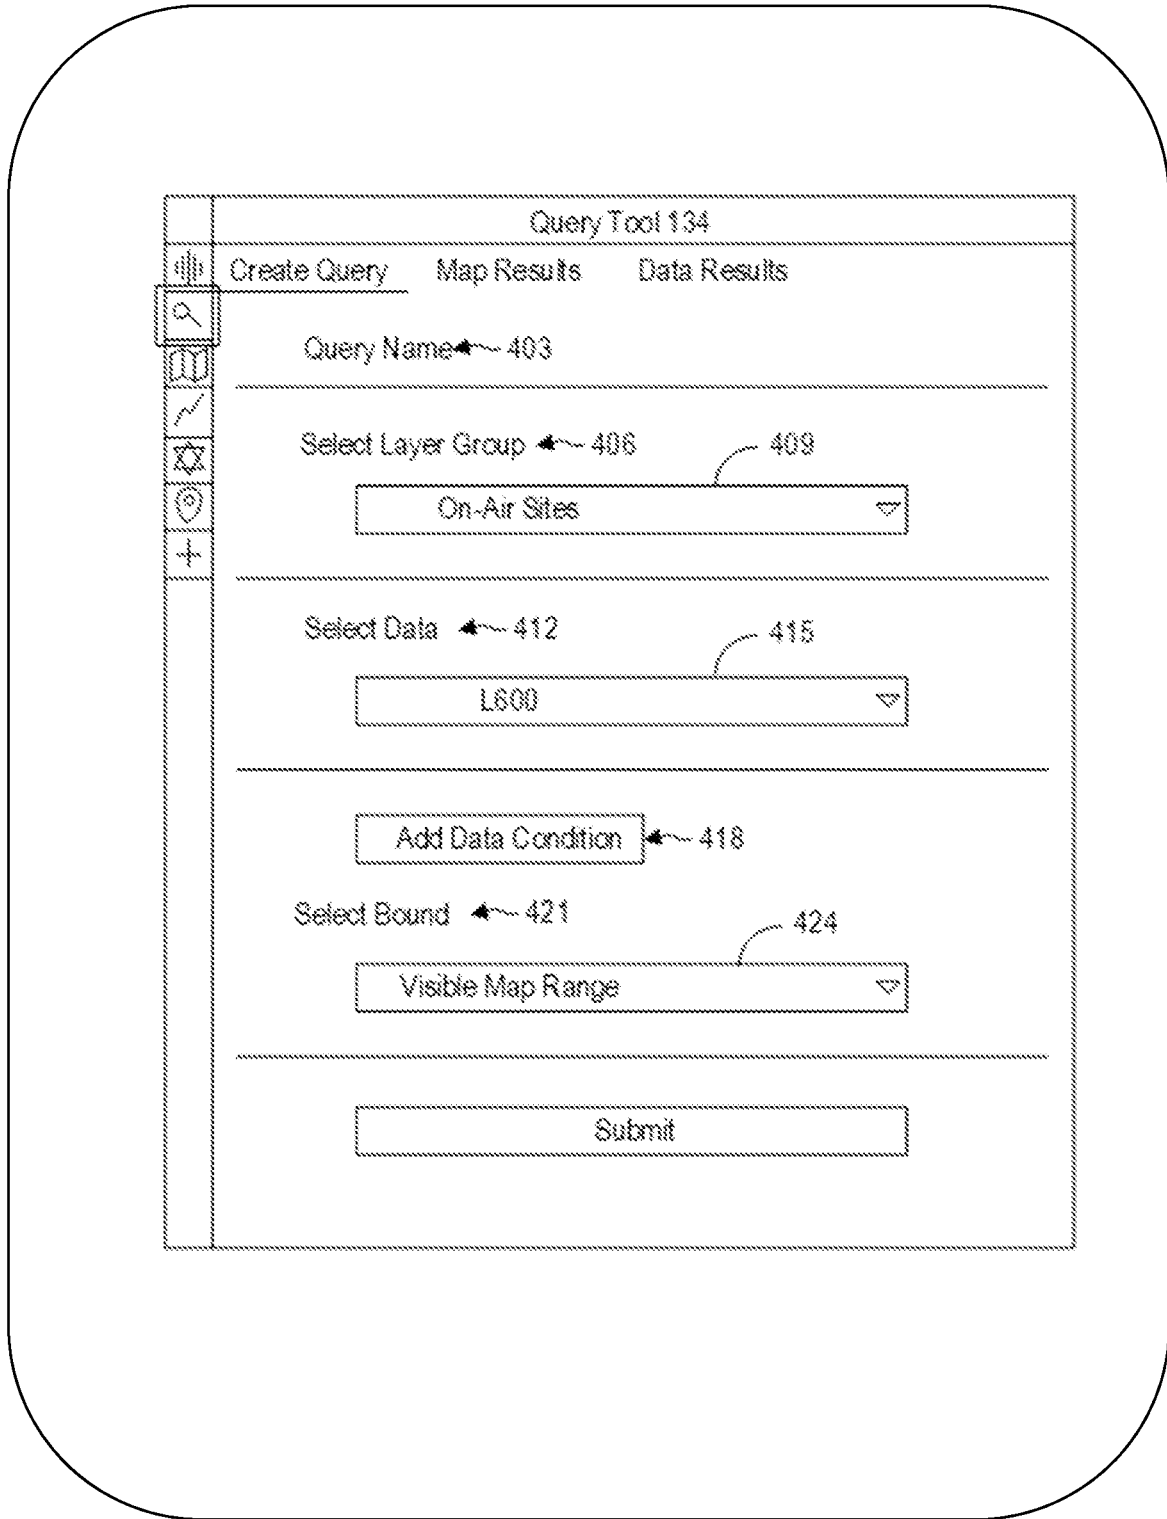 Query Tool 134
Create Query Map Results Data Results
Query Name 403
Select Layer Group 406 409
On-Air Sites
Select Data 412 415
L600
Add Data Condition 418
Select Bound 421 424
Visible Map Range
Submit